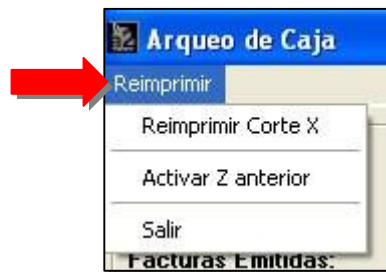 Arqueo de Caja
Reimprimir
Reimprimir Corte X
Activar Z anterior
Salir
Facturas Emitidas: